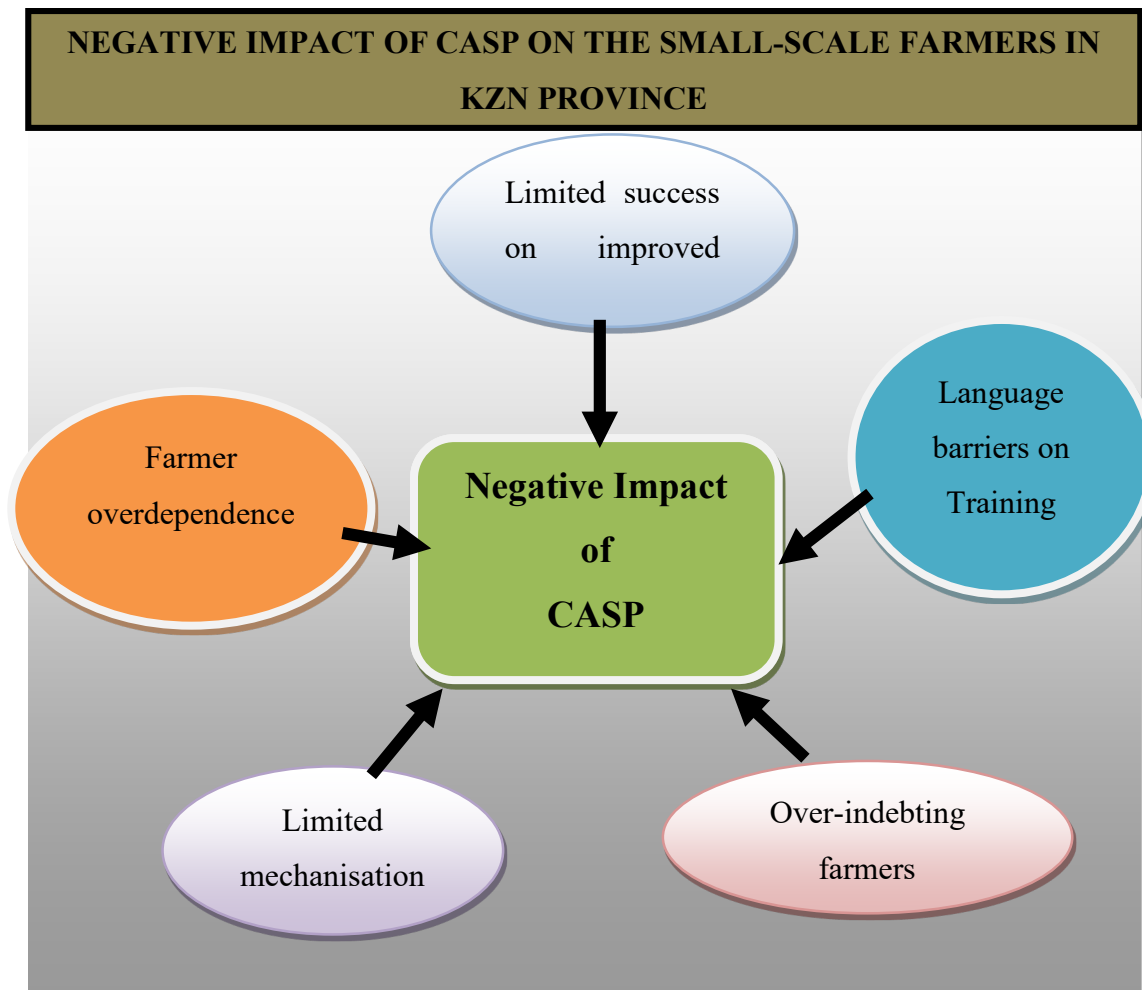 NEGATIVE IMPACT OF CASP ON THE SMALL-SCALE FARMERS IN
KZN PROVINCE
Limited success
on improved
Language
barriers on
Training
Farmer
overdependence
Negative Impact
of
CASP
Limited
mechanisation
Over-indebting
farmers